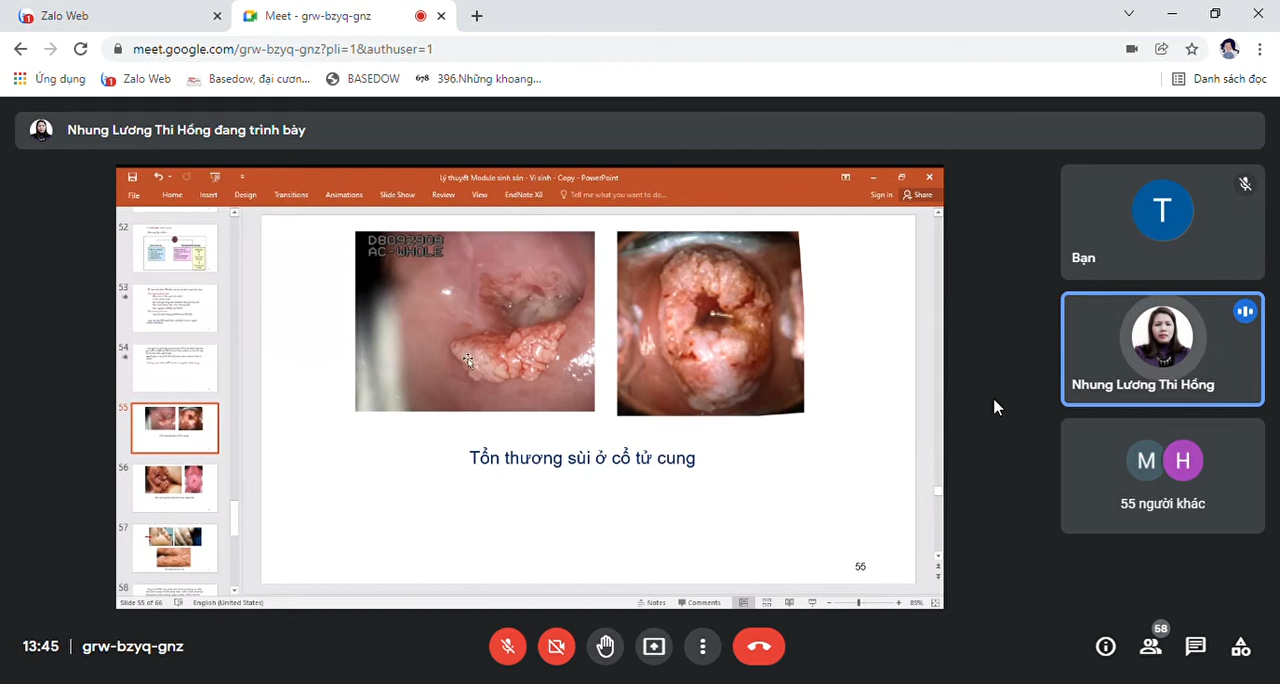 Zalo Web
Meet - grw-bzyq-gnz
meet.google.com/grw-bzyq-gnz?pli=1&authuser=1
Ứng dụng
Zalo Web
Basedow, đại cươn...
BASEDOW
396.Những khoang...
Danh sách đọc
Nhung Lương Thi Hồng đang trình bày
Lý thuyết Module sinh sản - Vi sinh - Copy - PowerPoint
File Home Insert Design Transitions Animations Slide Show Review View EndNote X8 Tell me what you want to do... Sign in Share
52
53
54
55
56
57
58
D8092908
AC-WHOLE
Tổn thương sùi ở cổ tử cung
55
Slide 55 of 66 English (United States) Notes Comments 85%
T
Bạn
Nhung Lương Thi Hồng
M H
55 người khác
13:45 | grw-bzyq-gnz
58